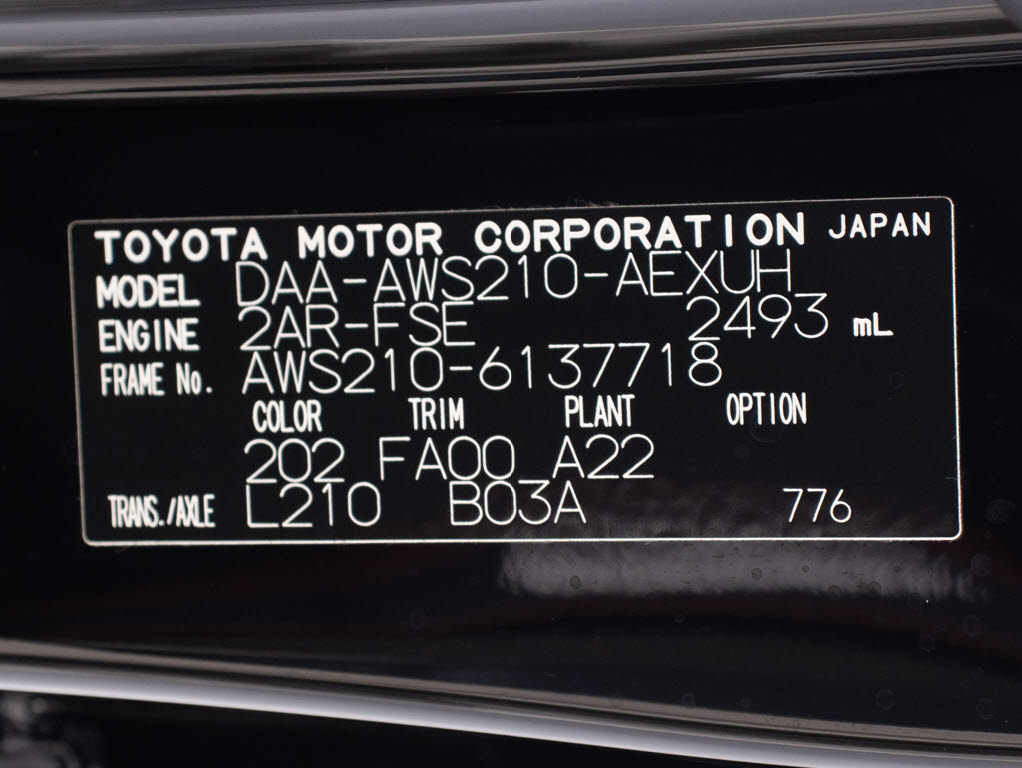 TOYOTA MOTOR CORPORATION JAPAN
MODEL DAA-AWS210-AEXUH
ENGINE 2AR-FSE 2493 mL
FRAME No. AWS210-6137718
COLOR TRIM PLANT OPTION
202 FA00 A22
TRANS./AXLE L210 B03A 776